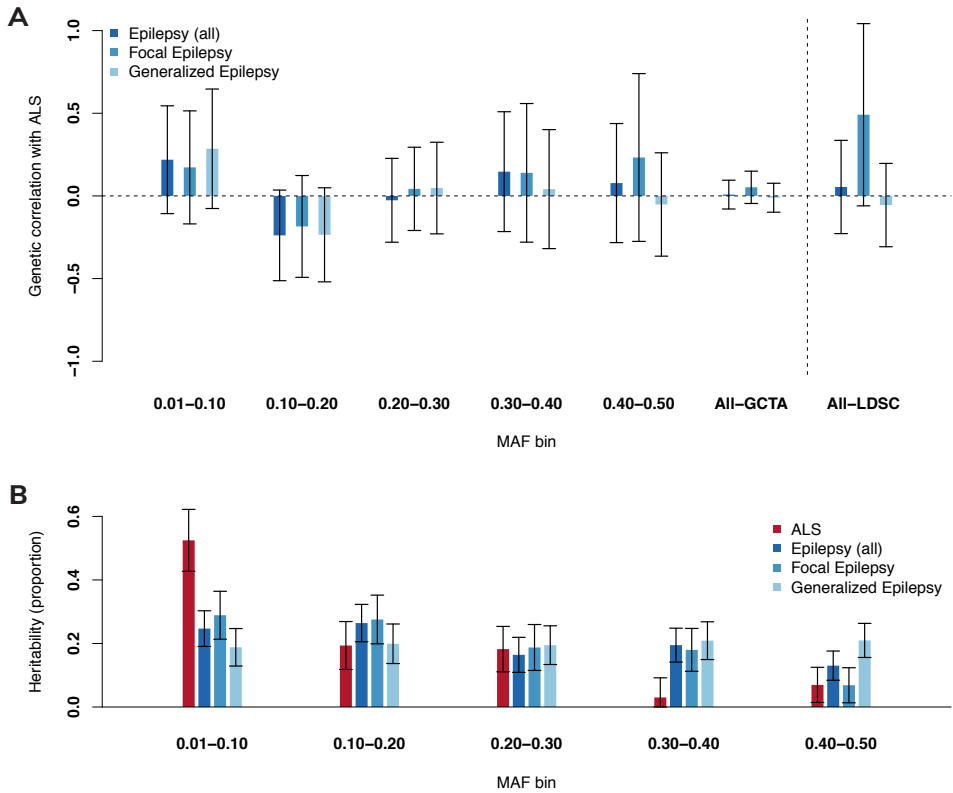 A
Epilepsy (all)
Focal Epilepsy
Generalized Epilepsy
Genetic correlation with ALS
1.0
0.5
0.0
−0.5
−1.0
0.01−0.10 0.10−0.20 0.20−0.30 0.30−0.40 0.40−0.50 All−GCTA All−LDSC
MAF bin
B
Heritability (proportion)
0.6
0.4
0.2
0.0
ALS
Epilepsy (all)
Focal Epilepsy
Generalized Epilepsy
0.01−0.10 0.10−0.20 0.20−0.30 0.30−0.40 0.40−0.50
MAF bin